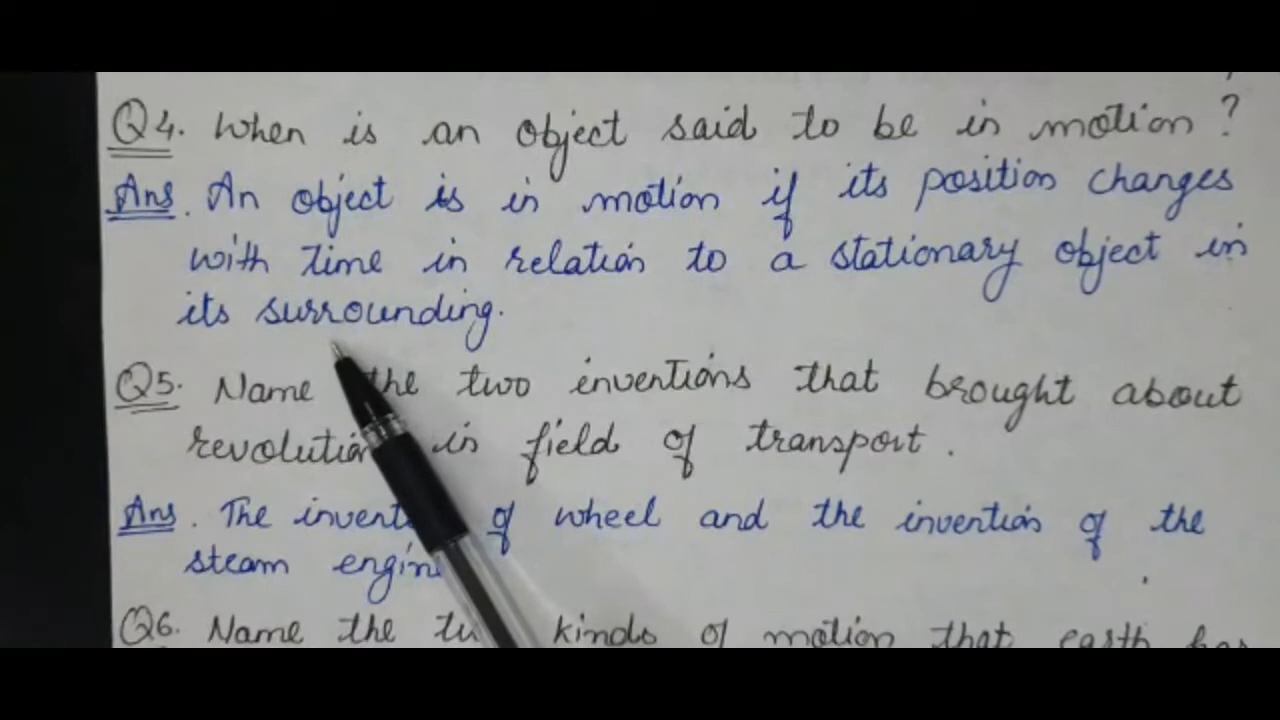 Q4. When is an object said to be in motion?
Ans. An object is in motion if its position changes
with time in relation to a stationary object in
its surrounding.
Q5. Name the two inventions that brought about
revolution in field of transport.
Ans. The invent of wheel and the invention of the
steam engin
Q6. Name the kinds of motion that earth has